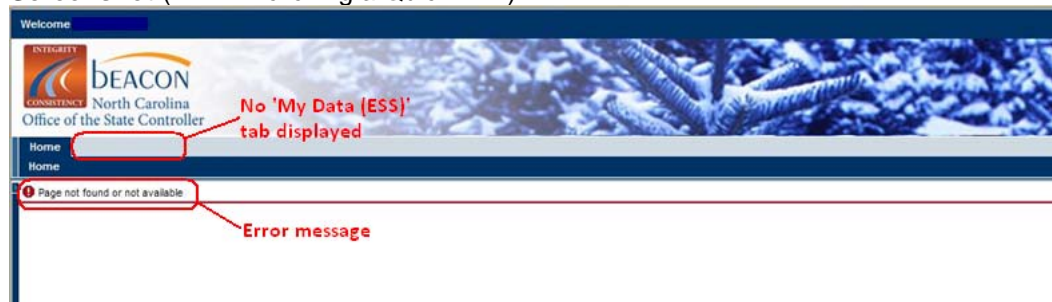 Welcome
INTEGRITY
BEACON
CONSISTENCY
North Carolina
Office of the State Controller
No 'My Data (ESS)'
tab displayed
Home
Home
Page not found or not available
Error message